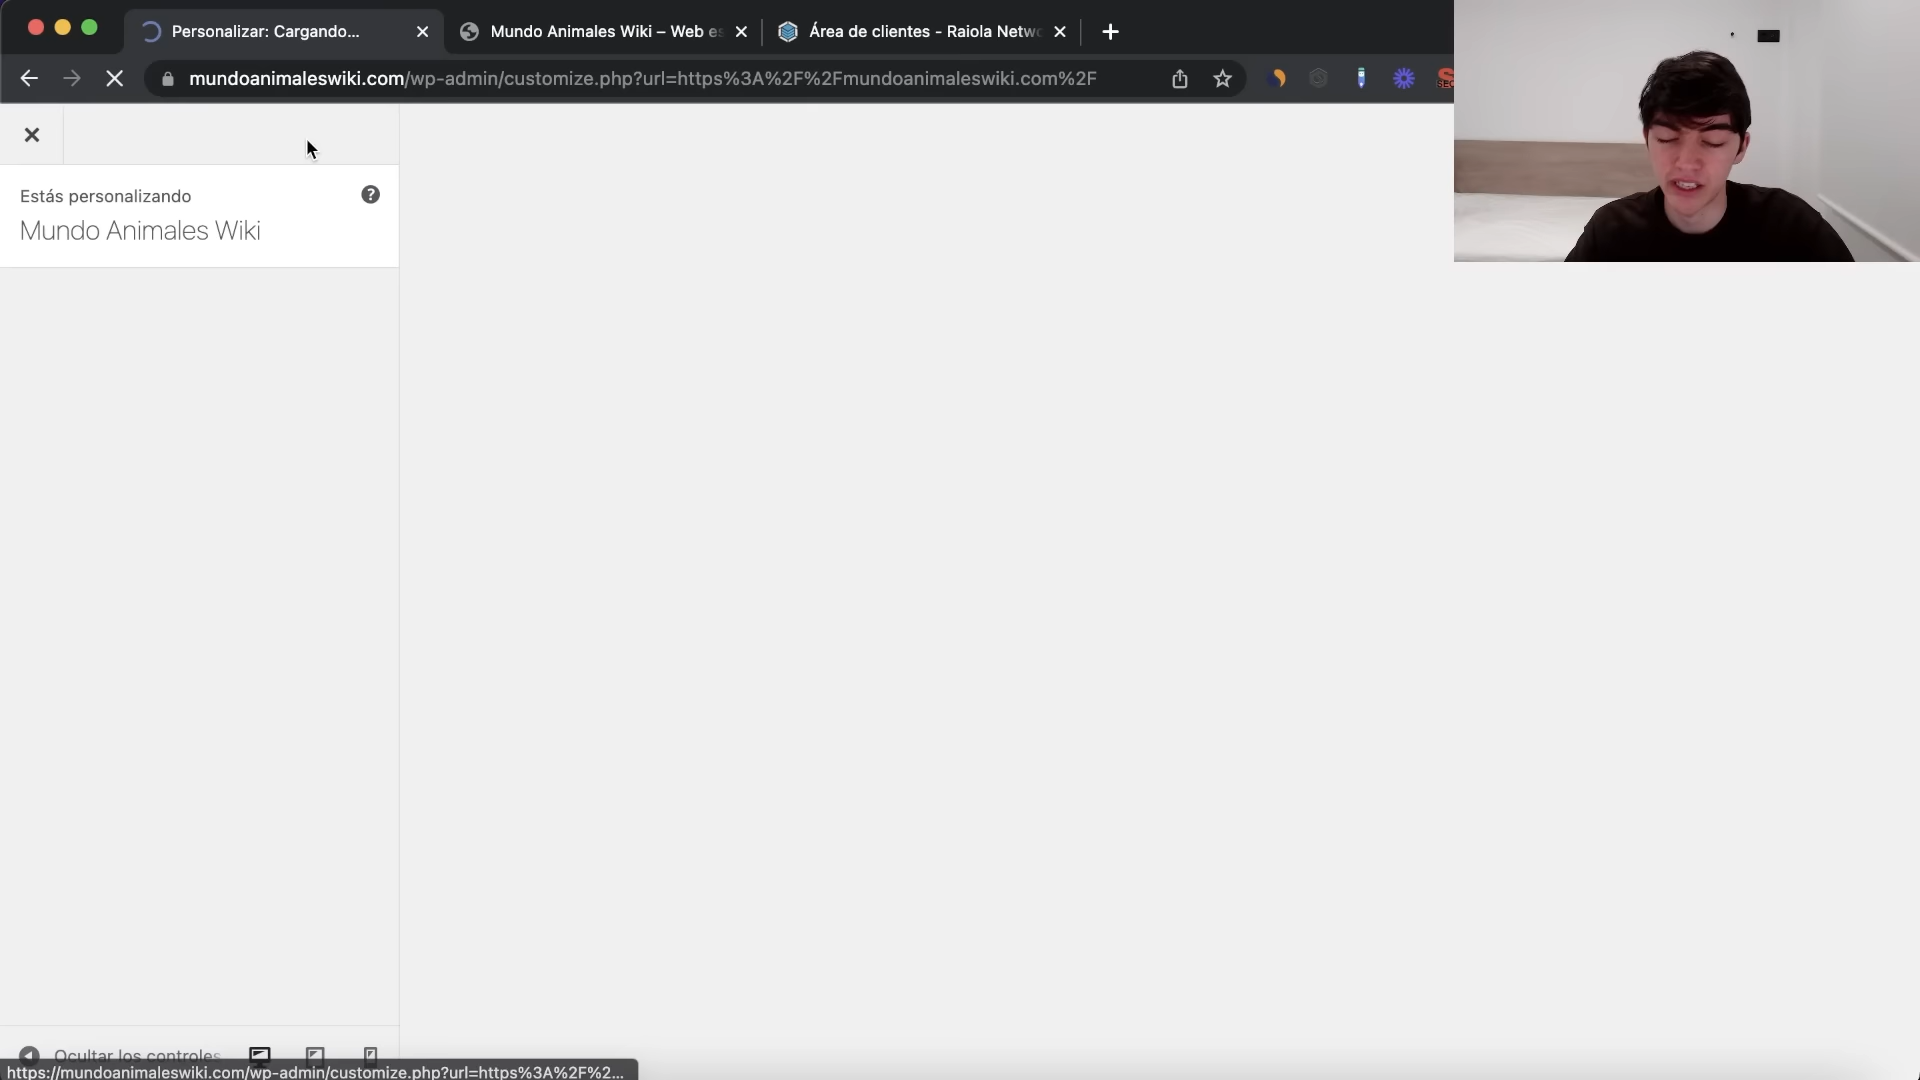 Personalizar: Cargando...
Mundo Animales Wiki – Web es
Área de clientes - Raiola Netwo
mundoanimaleswiki.com/wp-admin/customize.php?url=https%3A%2F%2Fmundoanimaleswiki.com%2F
Estás personalizando
Mundo Animales Wiki
Ocultar los controles
https://mundoanimaleswiki.com/wp-admin/customize.php?url=https%3A%2F%2...